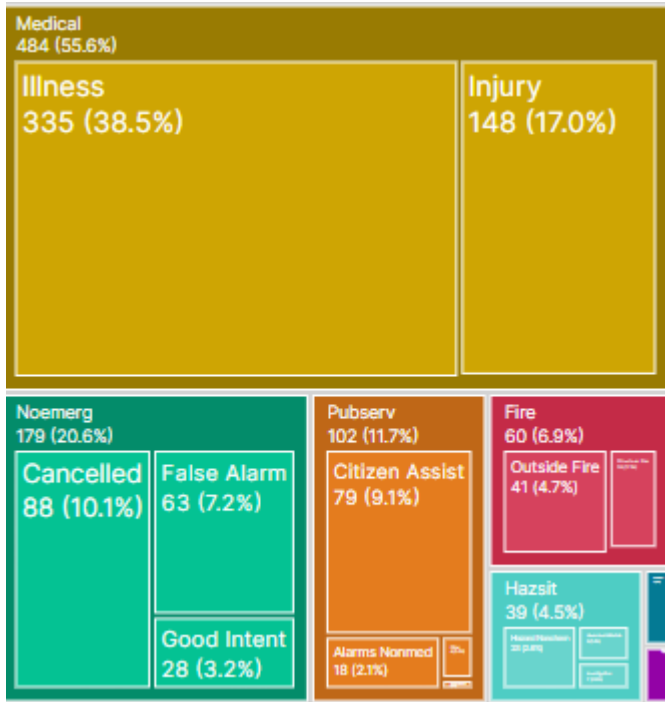 Medical
484 (55.6%)
Illness
335 (38.5%)
Injury
148 (17.0%)
Noemerg
179 (20.6%)
Cancelled
88 (10.1%)
False Alarm
63 (7.2%)
Good Intent
28 (3.2%)
Pubserv
102 (11.7%)
Citizen Assist
79 (9.1%)
Alarms Nonmed
18 (2.1%)
Fire
60 (6.9%)
Outside Fire
41 (4.7%)
Hazsit
39 (4.5%)